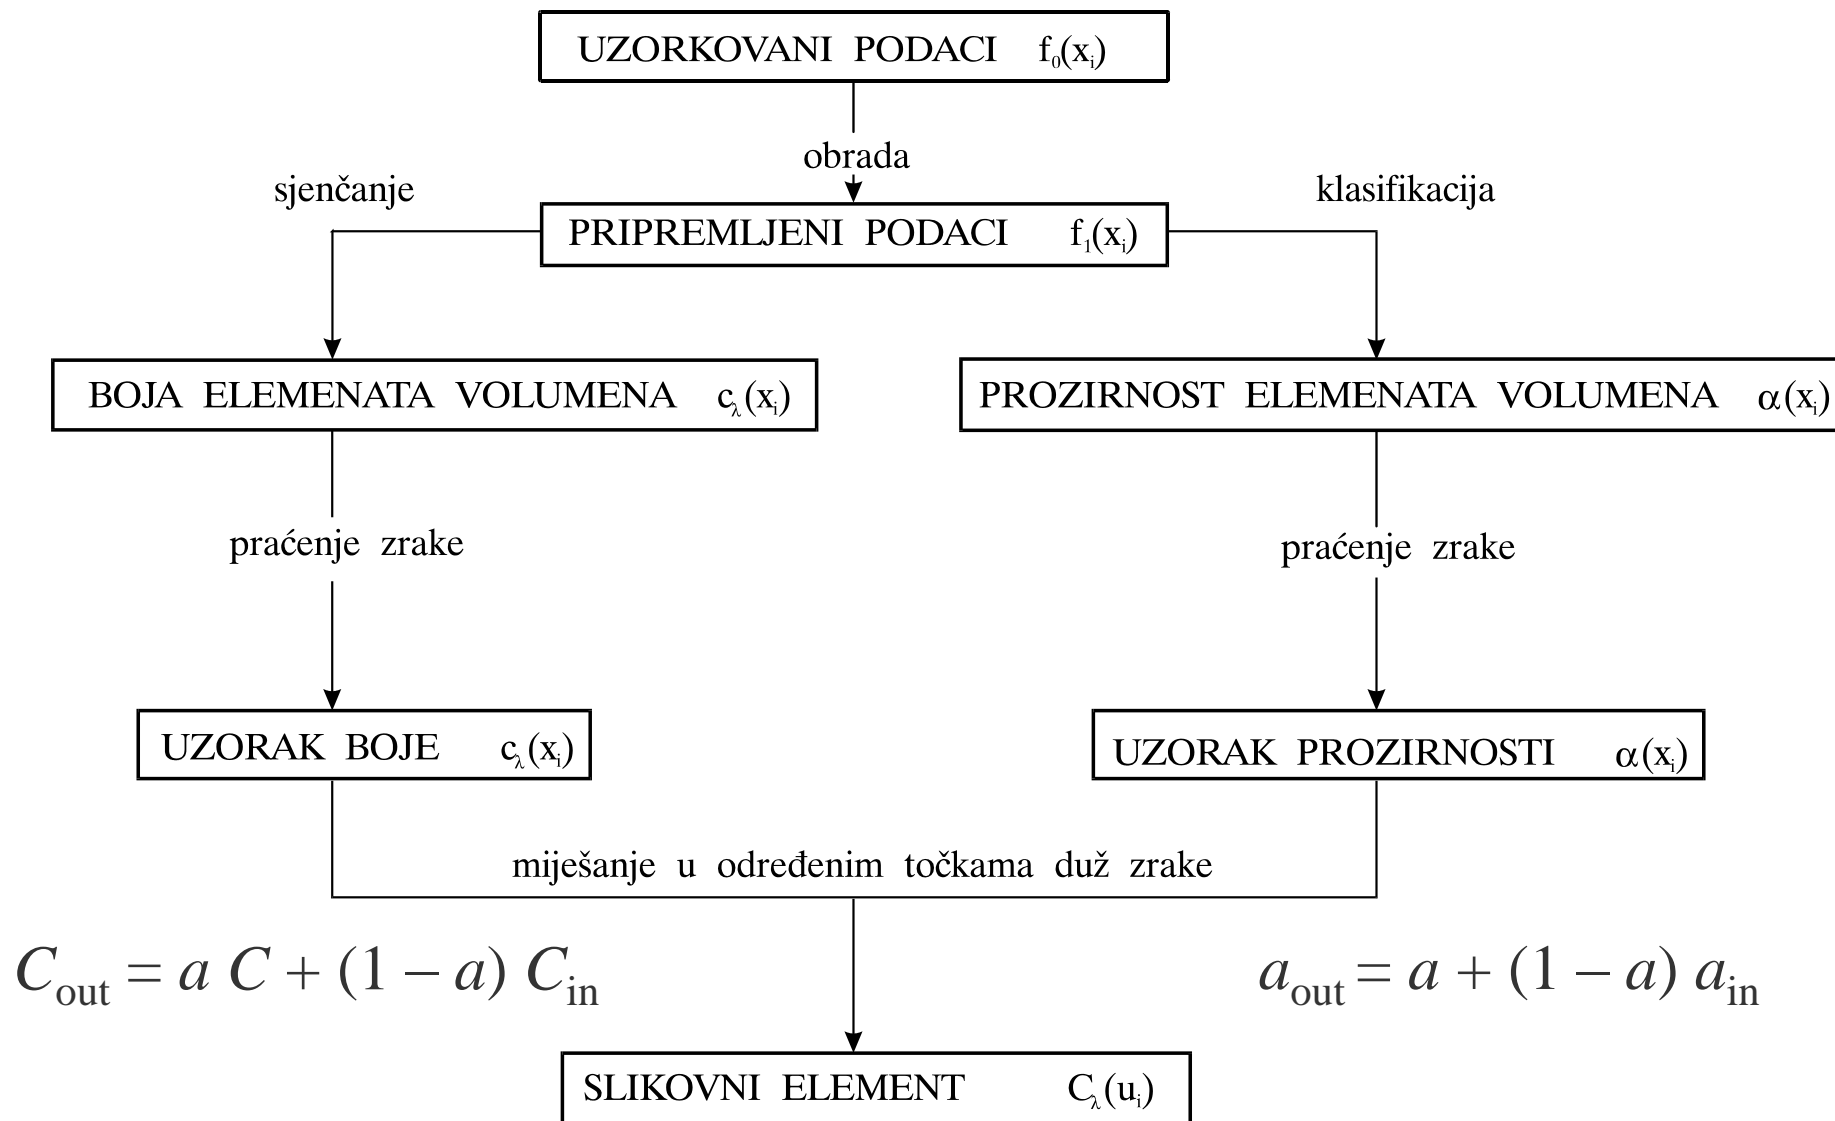 UZORKOVANI PODACI f₀(xᵢ)
obrada
sjenčanje
klasifikacija
PRIPREMLJENI PODACI f₁(xᵢ)
BOJA ELEMENATA VOLUMENA c_λ(xᵢ)
PROZIRNOST ELEMENATA VOLUMENA α(xᵢ)
praćenje zrake
praćenje zrake
UZORAK BOJE c_λ(xᵢ)
UZORAK PROZIRNOSTI α(xᵢ)
miješanje u određenim točkama duž zrake
C_out = a C + (1 – a) C_in
a_out = a + (1 – a) a_in
SLIKOVNI ELEMENT C_λ(uᵢ)